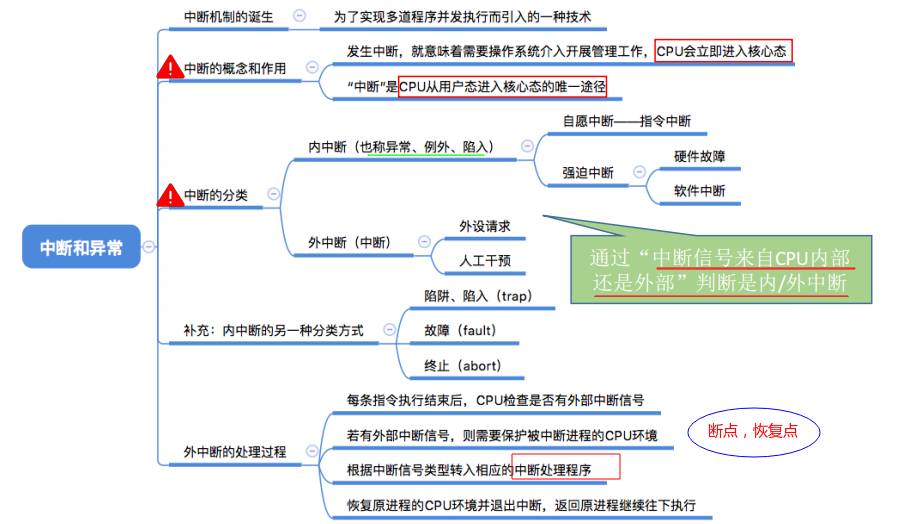 中断和异常
中断机制的诞生
为了实现多道程序并发执行而引入的一种技术
中断的概念和作用
发生中断，就意味着需要操作系统介入开展管理工作，CPU会立即进入核心态
“中断”是CPU从用户态进入核心态的唯一途径
中断的分类
内中断（也称异常、例外、陷入）
自愿中断——指令中断
强迫中断
硬件故障
软件中断
外中断（中断）
外设请求
人工干预
通过“中断信号来自CPU内部
还是外部”判断是内/外中断
补充：内中断的另一种分类方式
陷阱、陷入（trap）
故障（fault）
终止（abort）
外中断的处理过程
每条指令执行结束后，CPU检查是否有外部中断信号
若有外部中断信号，则需要保护被中断进程的CPU环境
断点，恢复点
根据中断信号类型转入相应的中断处理程序
恢复原进程的CPU环境并退出中断，返回原进程继续往下执行